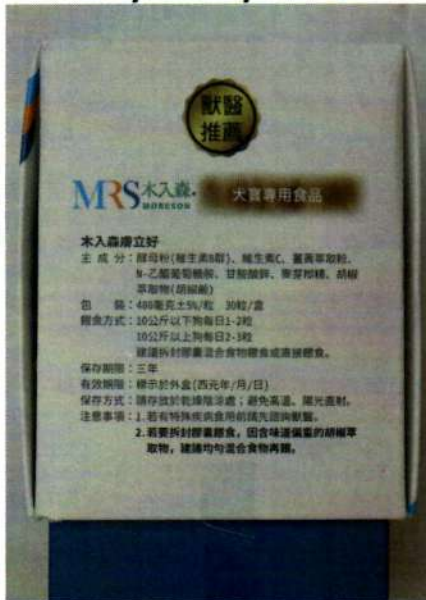 獸醫
推薦
MRS 木入森
MORESON
犬寶專用食品
木入森膚立好
主成分：酵母粉(維生素B群)、維生素C、薑黃萃取粉、
N-乙醯葡萄糖胺、甘胺酸鋅、麥芽糊精、胡椒
萃取物(胡椒鹼)
包裝：480毫克±5%/粒 30粒/盒
餵食方式：10公斤以下狗每日1-2粒
10公斤以上狗每日2-3粒
建議拆封膠囊混合食物餵食或直接餵食。
保存期限：三年
有效期限：標示於外盒(西元年/月/日)
保存方式：請存放於乾燥陰涼處；避免高溫、陽光直射。
注意事項：1.若有特殊疾病食用前請先諮詢獸醫。
2.若要拆封膠囊餵食，因含味道偏重的胡椒萃
取物，建議均勻混合食物再餵。